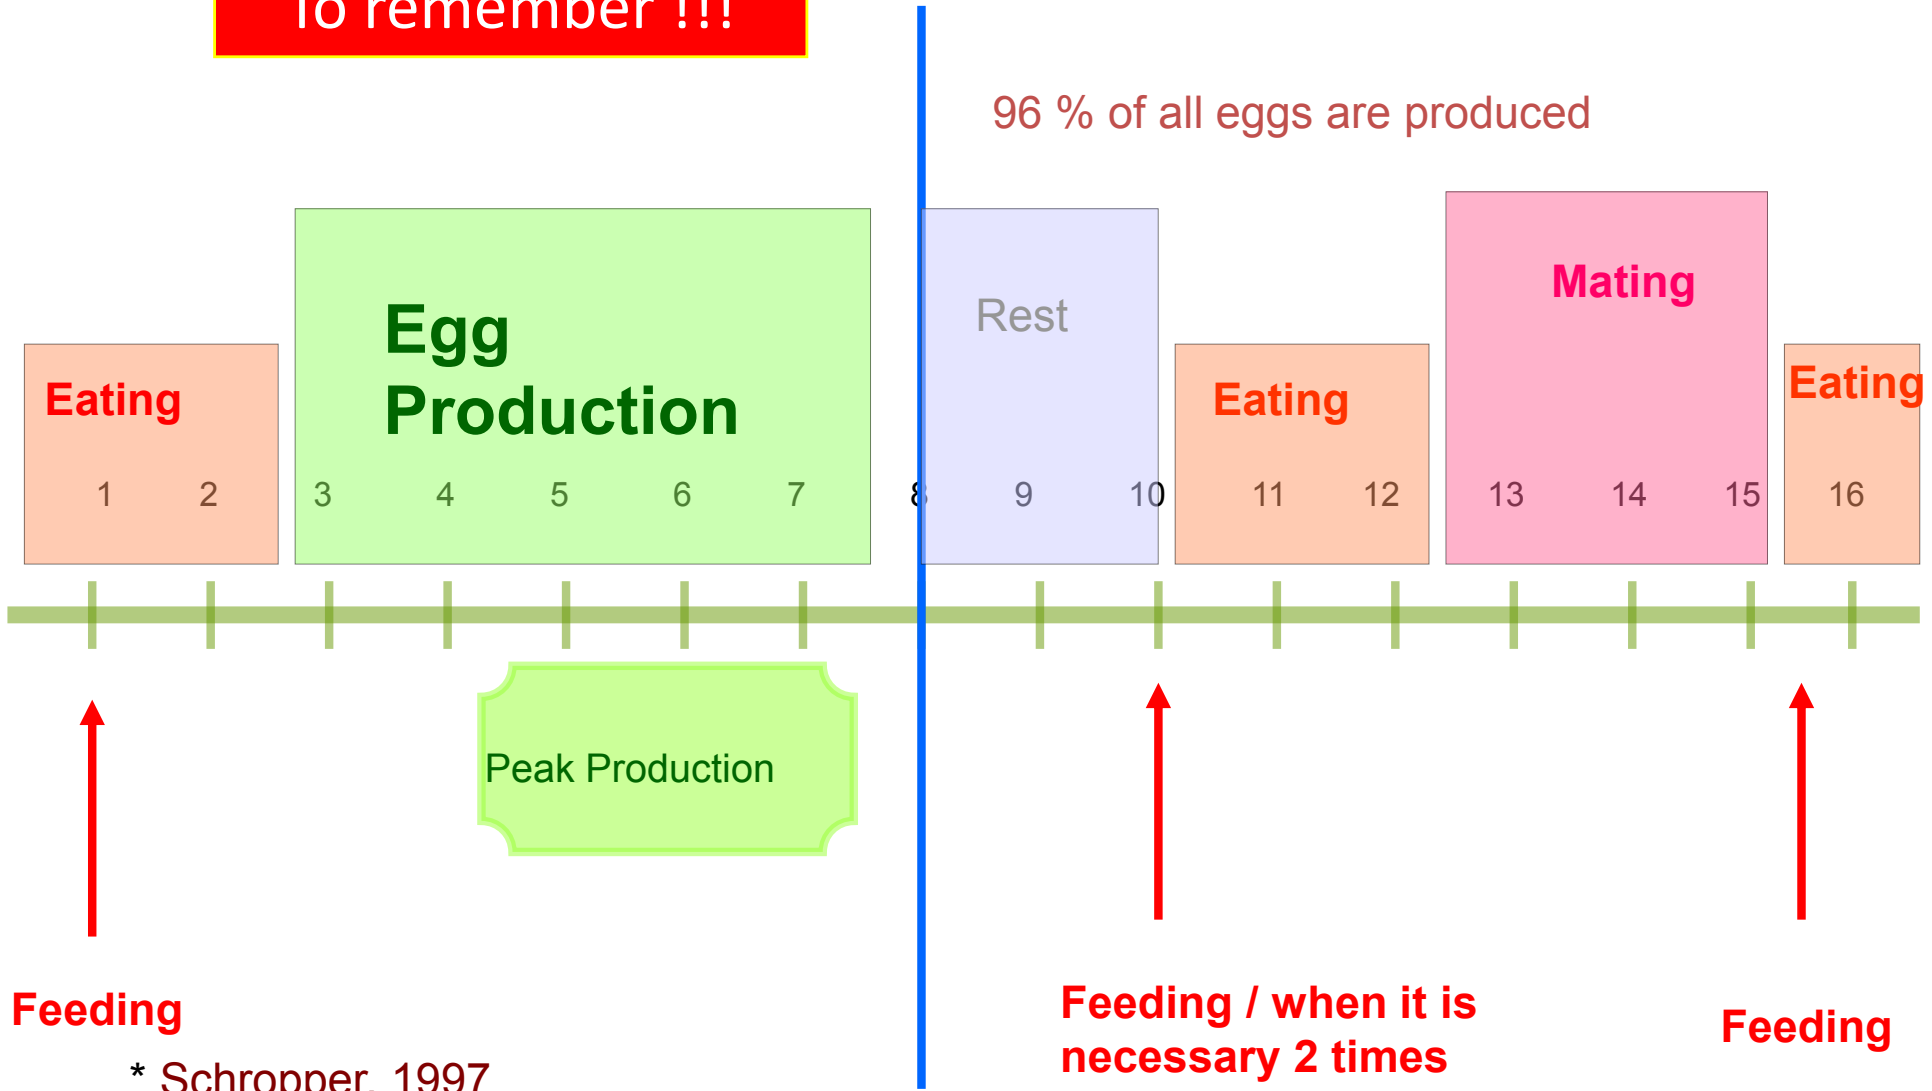 To remember !!!
96 % of all eggs are produced
Egg
Production
Rest
Mating
Eating
Eating
Eating
1 2 3 4 5 6 7 8 9 10 11 12 13 14 15 16
Peak Production
Feeding
Feeding / when it is
necessary 2 times
Feeding
* Schropper, 1997